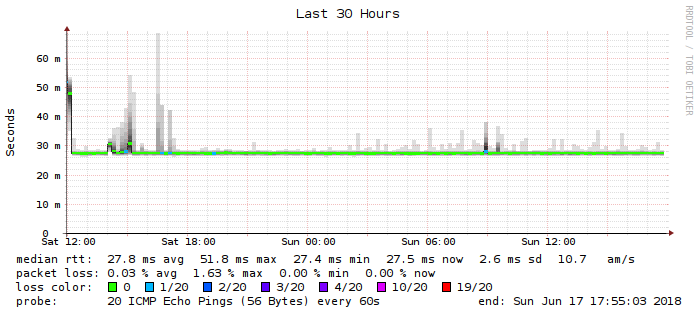 Last 30 Hours
RRDTOOL / TOBI OETIKER
Seconds
60 m
50 m
40 m
30 m
20 m
10 m
0
Sat 12:00 Sat 18:00 Sun 00:00 Sun 06:00 Sun 12:00
median rtt: 27.8 ms avg 51.8 ms max 27.4 ms min 27.5 ms now 2.6 ms sd 10.7 am/s
packet loss: 0.03 % avg 1.63 % max 0.00 % min 0.00 % now
loss color: 0 1/20 2/20 3/20 4/20 10/20 19/20
probe: 20 ICMP Echo Pings (56 Bytes) every 60s end: Sun Jun 17 17:55:03 2018